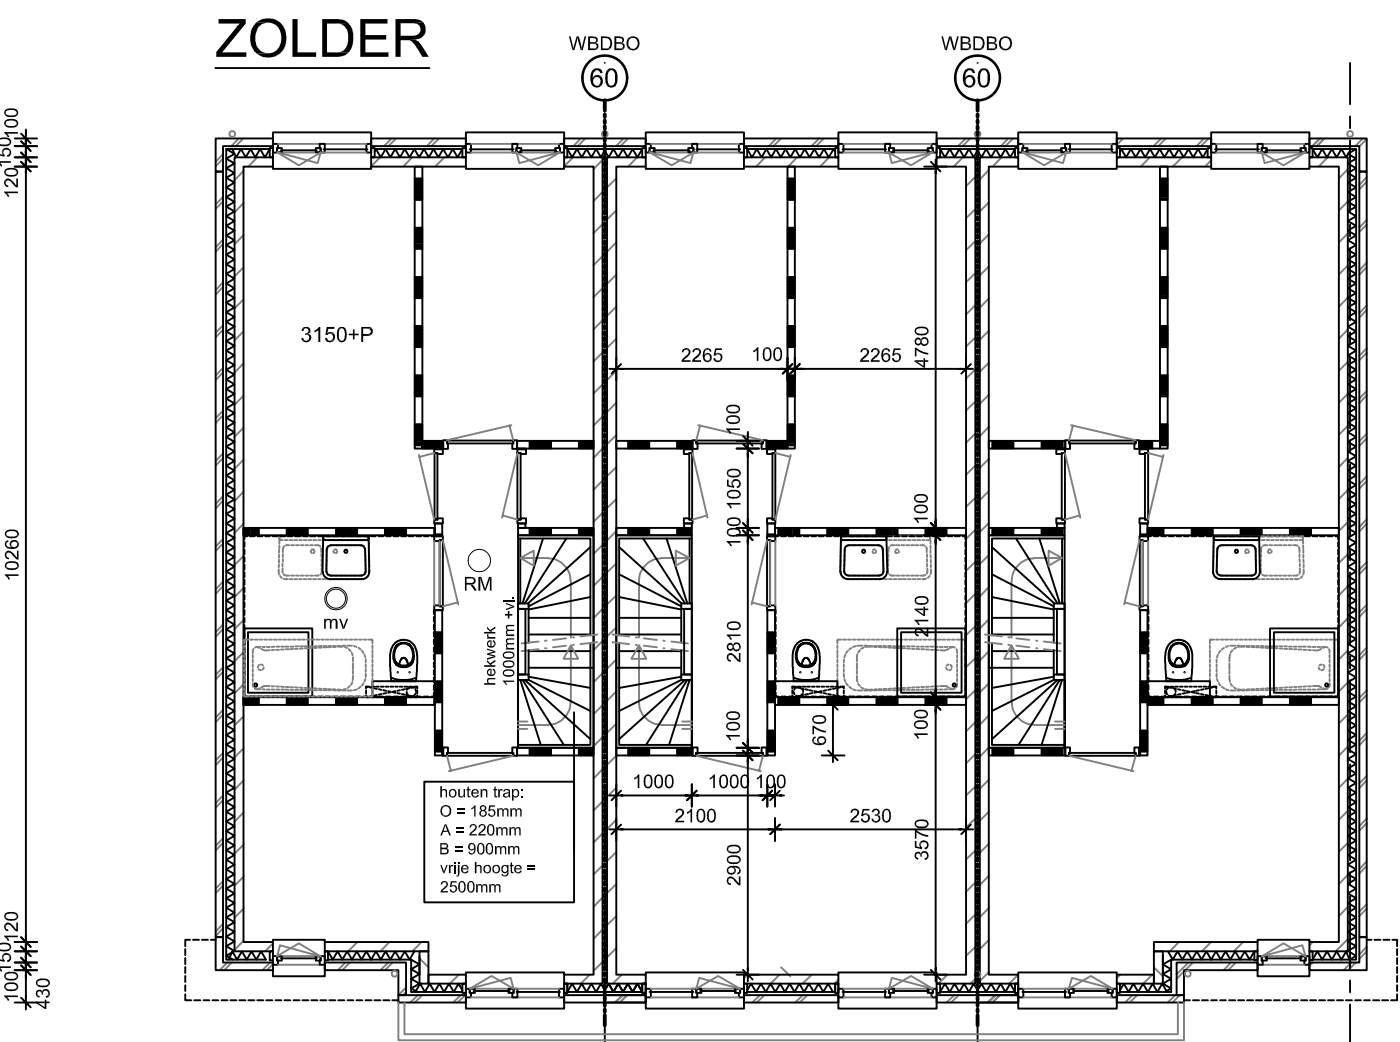 ZOLDER
WBDBO
60
WBDBO
60
100
150
120
3150+P
2265
100
2265
4780
100
1050
100
100
10260
RM
mv
hekwerk
1000mm +vl.
2810
2140
100
670
100
1000
1000
100
2100
2530
houten trap:
O = 185mm
A = 220mm
B = 900mm
vrije hoogte =
2500mm
2900
3570
120
150
100
430